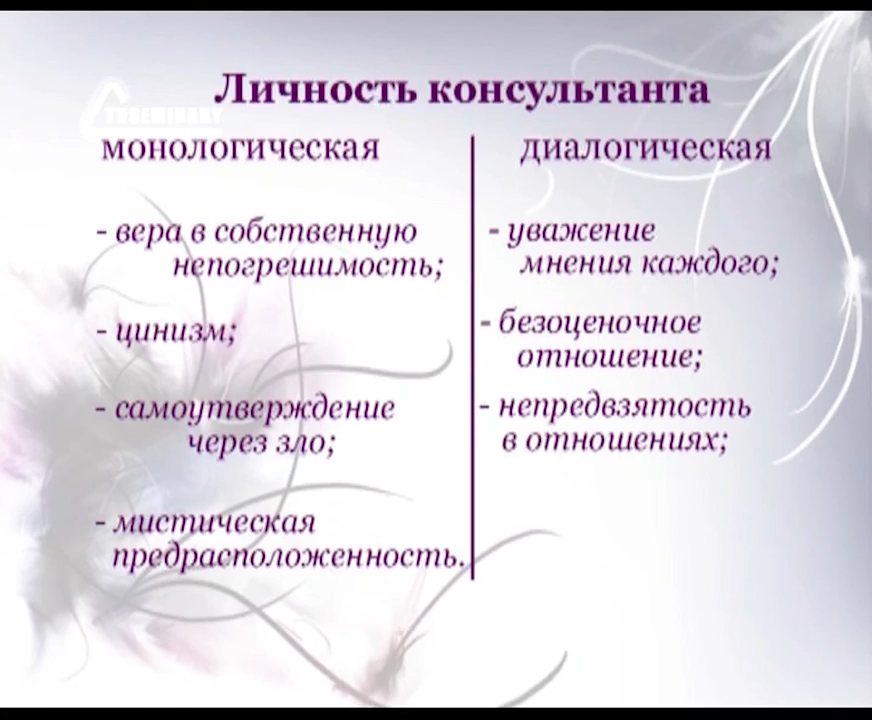 Личность консультанта
TVSEMINARY
монологическая
- вера в собственную
непогрешимость;
- цинизм;
- самоутверждение
через зло;
- мистическая
предрасположенность.
диалогическая
- уважение
мнения каждого;
- безоценочное
отношение;
- непредвзятость
в отношениях;